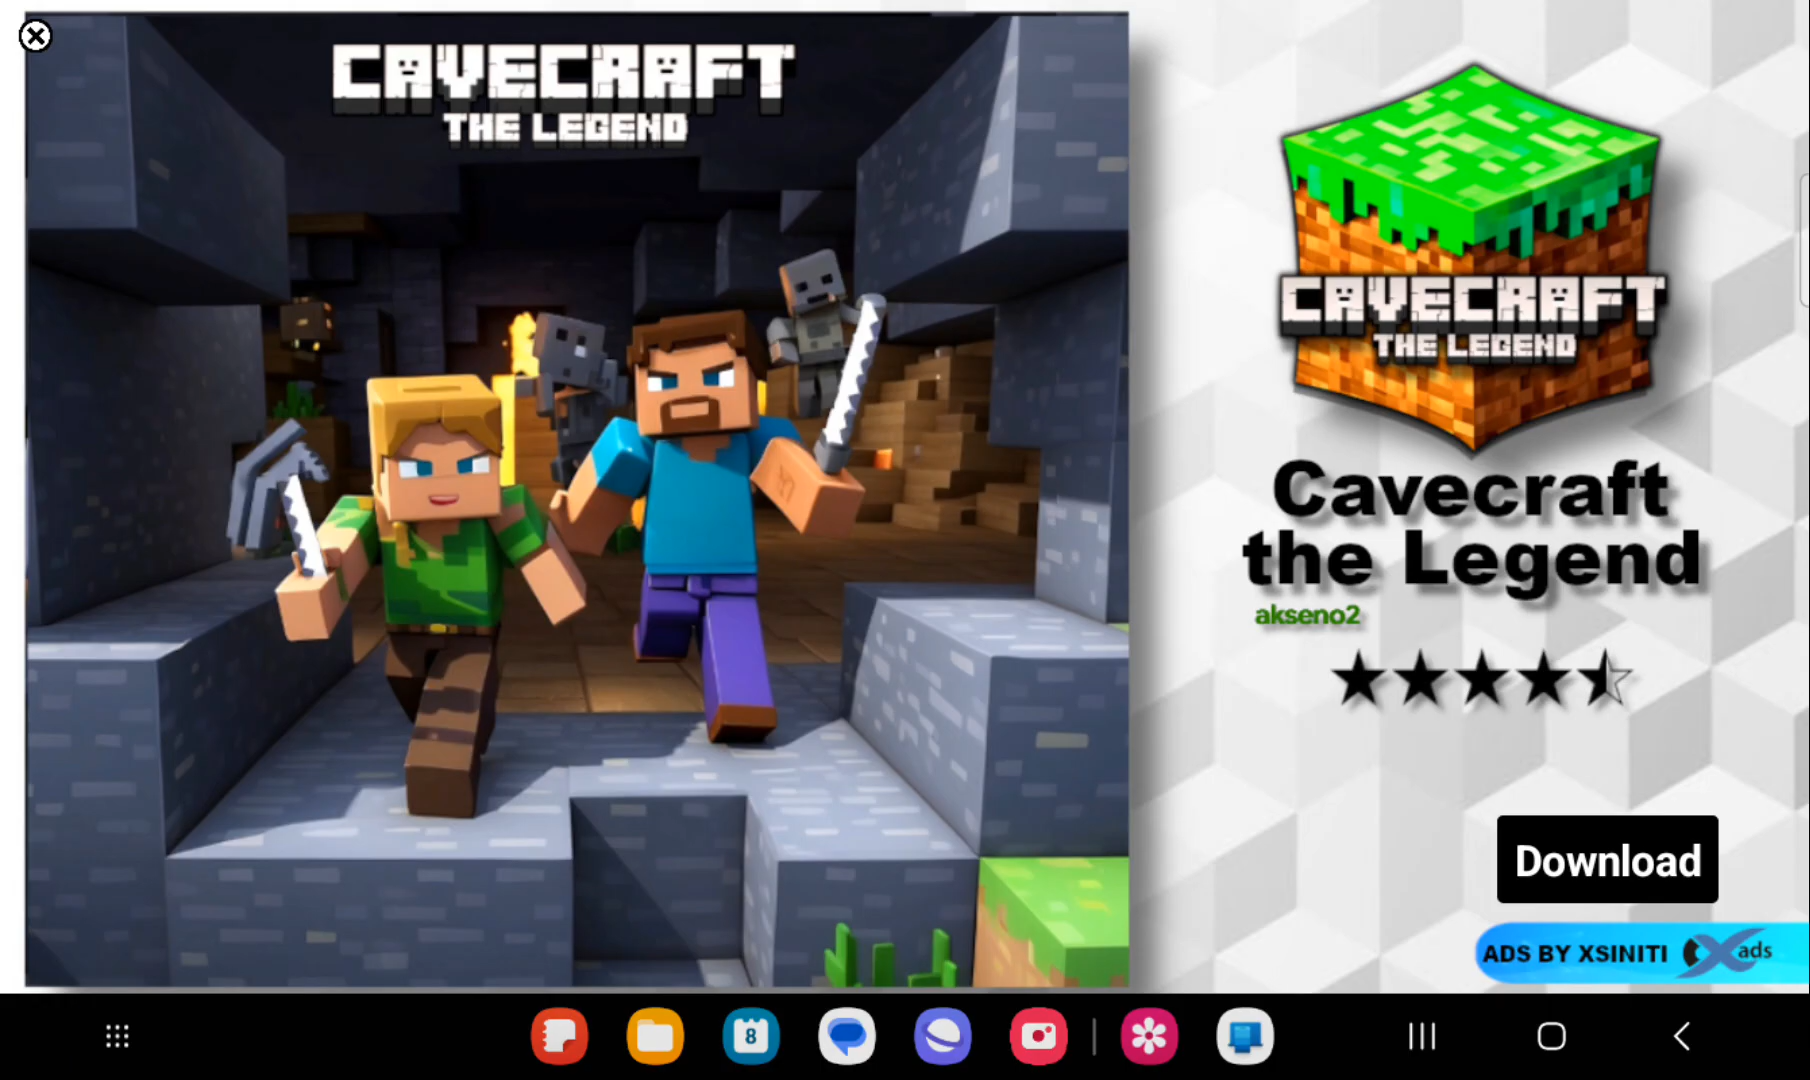 CAVECRAFT
THE LEGEND
CAVECRAFT
THE LEGEND
Cavecraft
the Legend
akseno2
Download
ADS BY XSINITI
ads
8